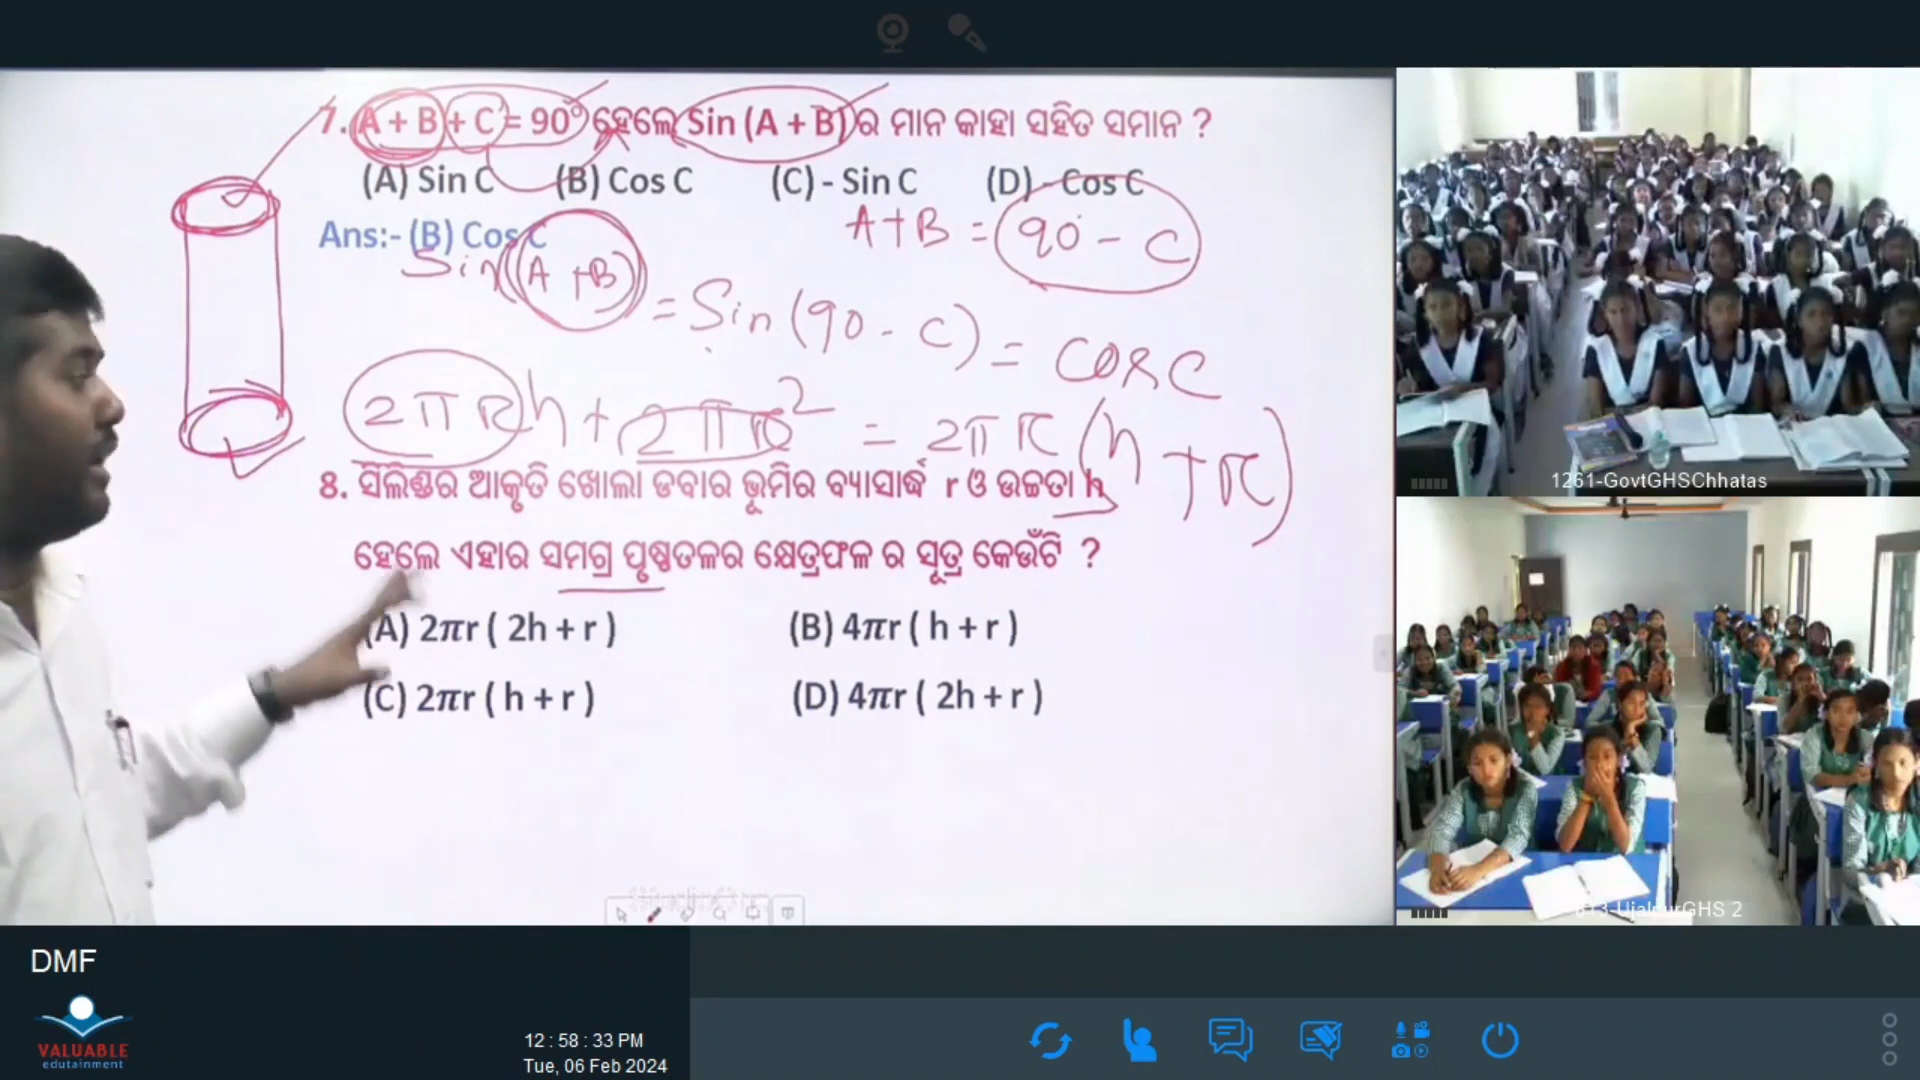 7. A + B + C = 90° ହେଲେ Sin (A + B) ର ମାନ କାହା ସହିତ ସମାନ ?
(A) Sin C (B) Cos C (C) - Sin C (D) - Cos C
Ans:- (B) Cos C
A+B = 90° - C
Sin (A+B) = Sin (90 - C) = cos C
2πrh + 2πr² = 2πr (h + r)
8. ସିଲିଣ୍ଡର ଆକୃତି ଖୋଲା ଡବାର ଭୂମିର ବ୍ୟାସାର୍ଦ୍ଧ r ଓ ଉଚ୍ଚତା h
ହେଲେ ଏହାର ସମଗ୍ର ପୃଷ୍ଠତଳର କ୍ଷେତ୍ରଫଳ ର ସୂତ୍ର କେଉଁଟି ?
(A) 2πr ( 2h + r ) (B) 4πr ( h + r )
(C) 2πr ( h + r ) (D) 4πr ( 2h + r )
1261-GovtGHSChhatas
DMF
VALUABLE
edutainment
12 : 58 : 33 PM
Tue, 06 Feb 2024